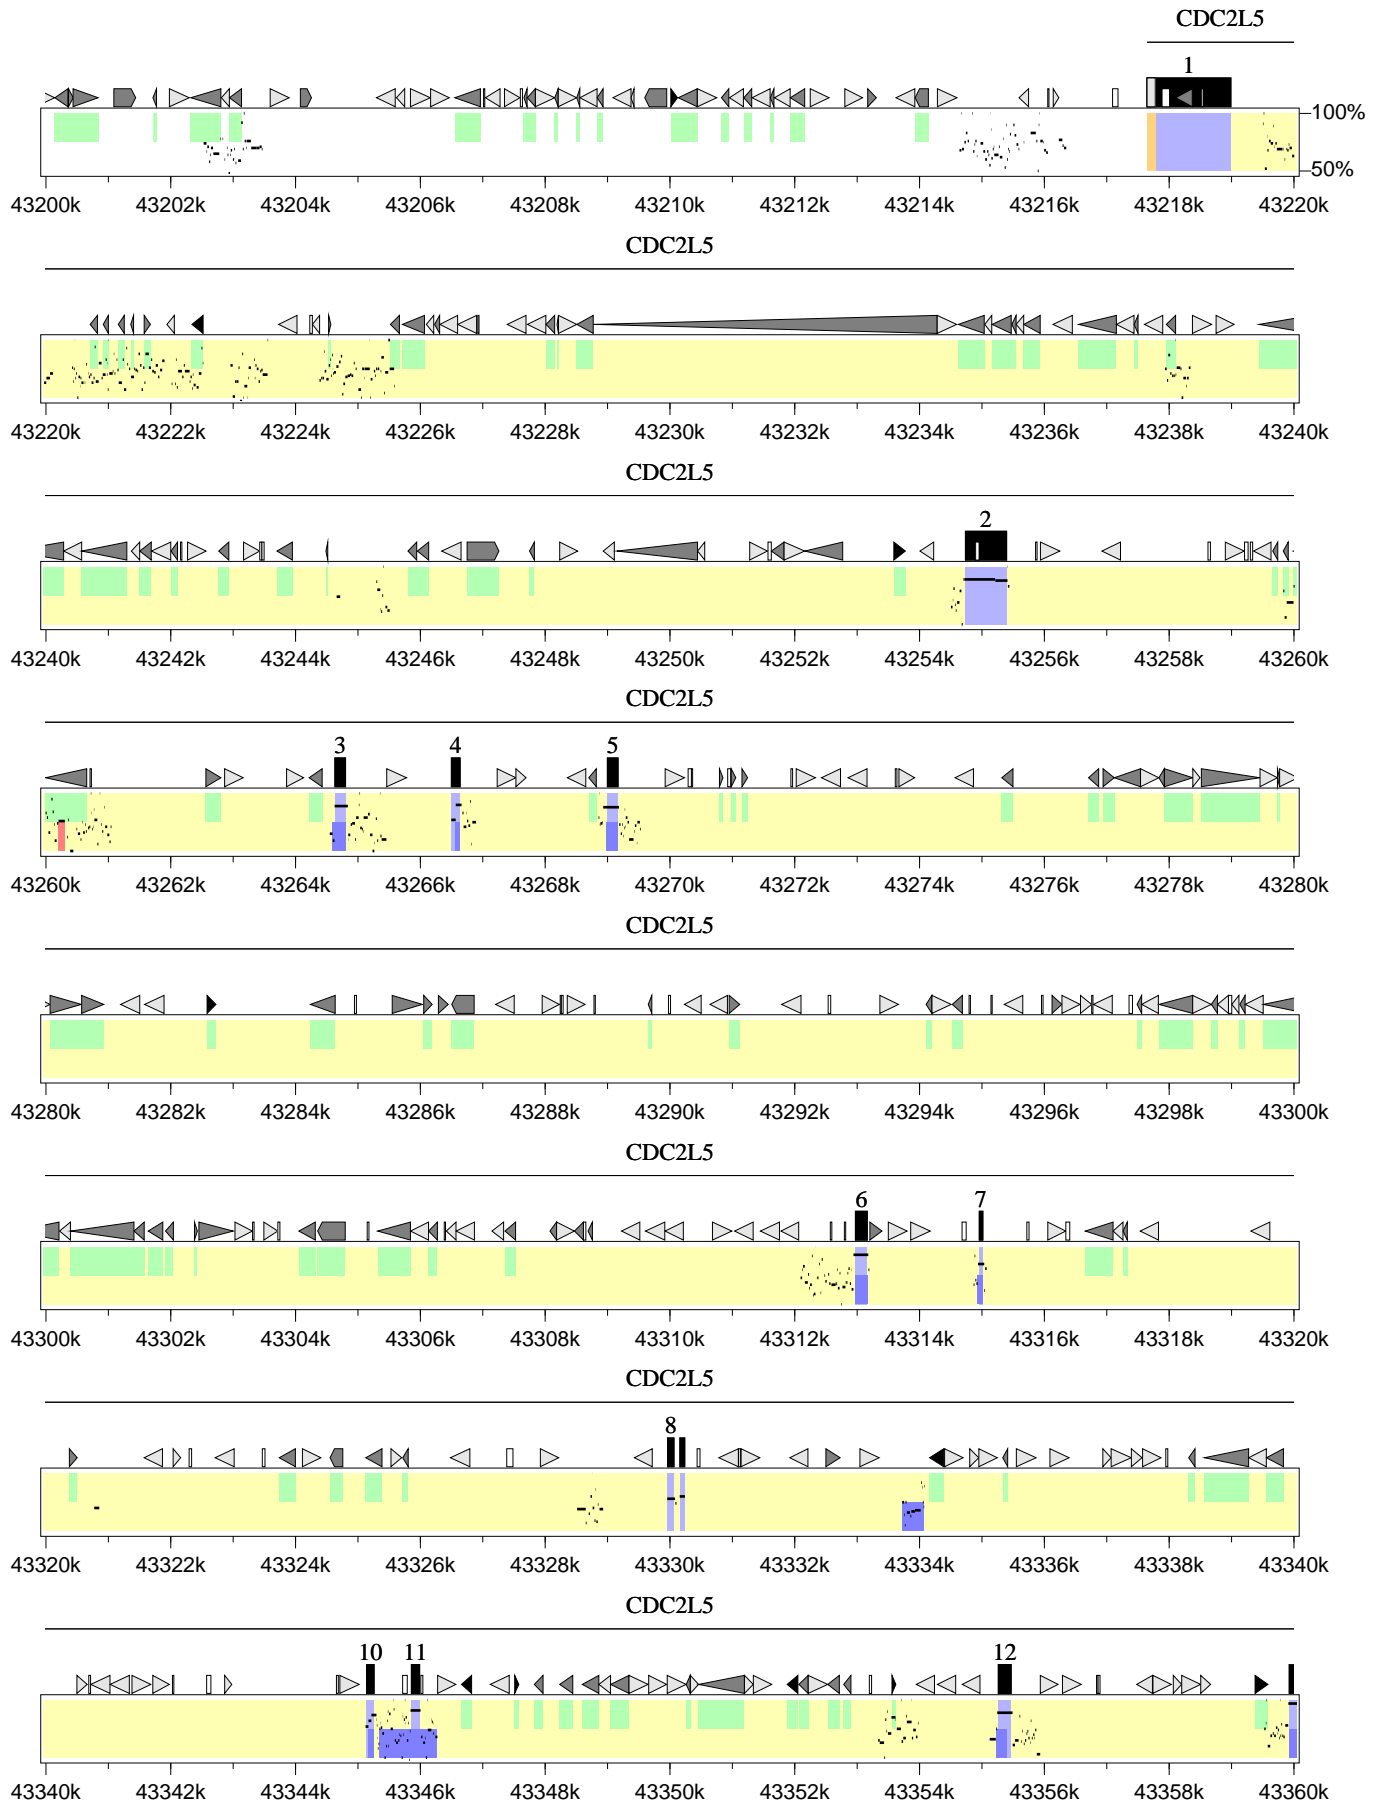 CDC2L5
1
100%
50%
43200k 43202k 43204k 43206k 43208k 43210k 43212k 43214k 43216k 43218k 43220k
CDC2L5
43220k 43222k 43224k 43226k 43228k 43230k 43232k 43234k 43236k 43238k 43240k
CDC2L5
2
43240k 43242k 43244k 43246k 43248k 43250k 43252k 43254k 43256k 43258k 43260k
CDC2L5
3 4 5
43260k 43262k 43264k 43266k 43268k 43270k 43272k 43274k 43276k 43278k 43280k
CDC2L5
43280k 43282k 43284k 43286k 43288k 43290k 43292k 43294k 43296k 43298k 43300k
CDC2L5
6 7
43300k 43302k 43304k 43306k 43308k 43310k 43312k 43314k 43316k 43318k 43320k
CDC2L5
8
43320k 43322k 43324k 43326k 43328k 43330k 43332k 43334k 43336k 43338k 43340k
CDC2L5
10 11 12
43340k 43342k 43344k 43346k 43348k 43350k 43352k 43354k 43356k 43358k 43360k